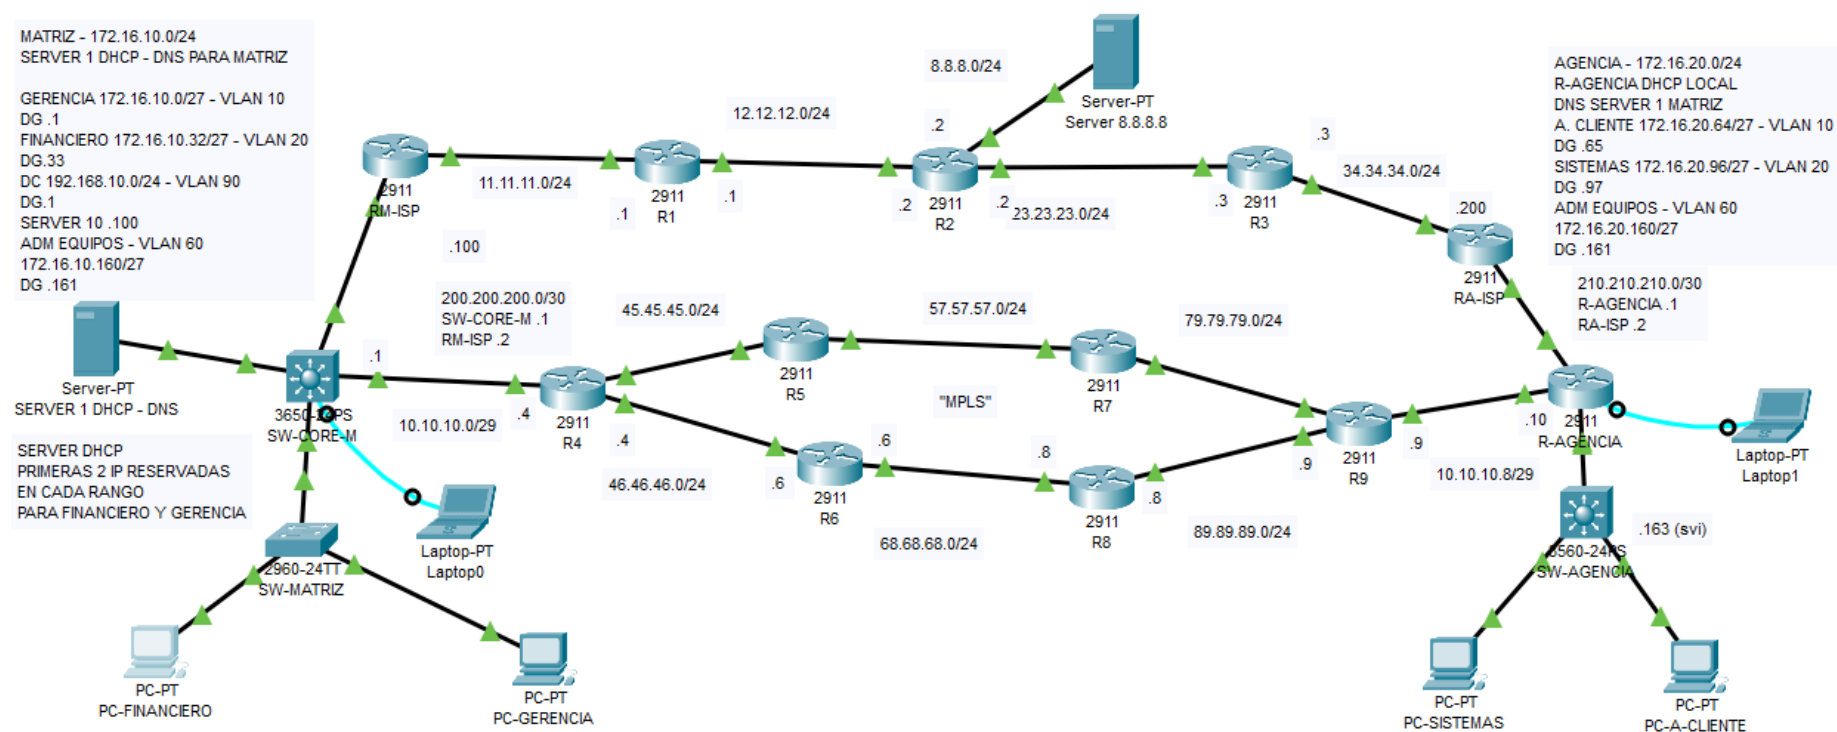 MATRIZ - 172.16.10.0/24
SERVER 1 DHCP - DNS PARA MATRIZ
GERENCIA 172.16.10.0/27 - VLAN 10
DG .1
FINANCIERO 172.16.10.32/27 - VLAN 20
DG.33
DC 192.168.10.0/24 - VLAN 90
DG.1
SERVER 10 .100
ADM EQUIPOS - VLAN 60
172.16.10.160/27
DG .161
Server-PT
SERVER 1 DHCP - DNS
SERVER DHCP
PRIMERAS 2 IP RESERVADAS
EN CADA RANGO
PARA FINANCIERO Y GERENCIA
2911
RM-ISP
11.11.11.0/24
.1
2911
R1
.1
12.12.12.0/24
8.8.8.0/24
Server-PT
Server 8.8.8.8
.2
.2
2911
R2
.2
23.23.23.0/24
.3
2911
R3
.3
34.34.34.0/24
.200
2911
RA-ISP
AGENCIA - 172.16.20.0/24
R-AGENCIA DHCP LOCAL
DNS SERVER 1 MATRIZ
A. CLIENTE 172.16.20.64/27 - VLAN 10
DG .65
SISTEMAS 172.16.20.96/27 - VLAN 20
DG .97
ADM EQUIPOS - VLAN 60
172.16.20.160/27
DG .161
210.210.210.0/30
R-AGENCIA .1
RA-ISP .2
.100
200.200.200.0/30
SW-CORE-M .1
RM-ISP .2
.1
3650-24PS
SW-CORE-M
10.10.10.0/29
.4
2911
R4
.4
45.45.45.0/24
2911
R5
57.57.57.0/24
2911
R7
79.79.79.0/24
"MPLS"
46.46.46.0/24
.6
2911
R6
.6
68.68.68.0/24
.8
2911
R8
.8
89.89.89.0/24
.9
2911
R9
.9
10.10.10.8/29
.10
2911
R-AGENCIA
Laptop-PT
Laptop1
Laptop-PT
Laptop0
2960-24TT
SW-MATRIZ
PC-PT
PC-FINANCIERO
PC-PT
PC-GERENCIA
3560-24PS
SW-AGENCIA
.163 (svi)
PC-PT
PC-SISTEMAS
PC-PT
PC-A-CLIENTE